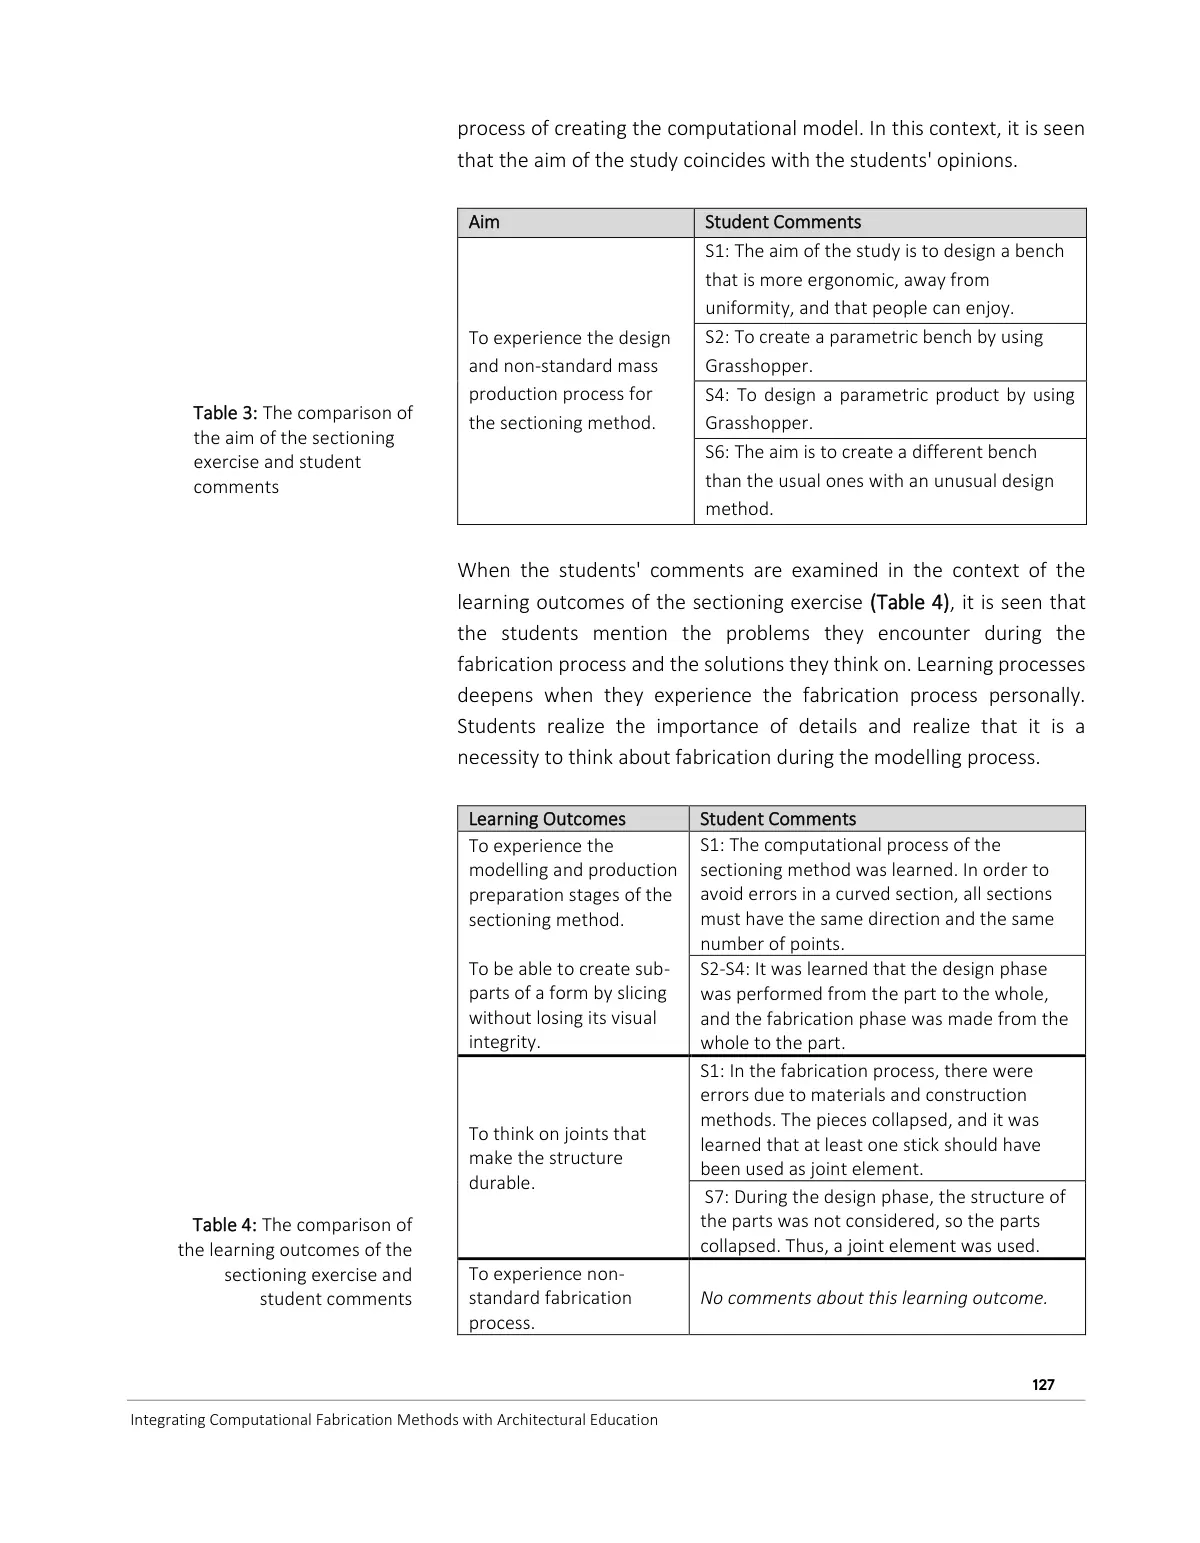 process of creating the computational model. In this context, it is seen
that the aim of the study coincides with the students' opinions.
Aim
Student Comments
To experience the design
and non-standard mass
production process for
the sectioning method.
S1: The aim of the study is to design a bench
that is more ergonomic, away from
uniformity, and that people can enjoy.
S2: To create a parametric bench by using
Grasshopper.
S4: To design a parametric product by using
Grasshopper.
S6: The aim is to create a different bench
than the usual ones with an unusual design
method.
Table 3: The comparison of
the aim of the sectioning
exercise and student
comments
When the students' comments are examined in the context of the
learning outcomes of the sectioning exercise (Table 4), it is seen that
the students mention the problems they encounter during the
fabrication process and the solutions they think on. Learning processes
deepens when they experience the fabrication process personally.
Students realize the importance of details and realize that it is a
necessity to think about fabrication during the modelling process.
Learning Outcomes
Student Comments
To experience the
modelling and production
preparation stages of the
sectioning method.
To be able to create sub-
parts of a form by slicing
without losing its visual
integrity.
S1: The computational process of the
sectioning method was learned. In order to
avoid errors in a curved section, all sections
must have the same direction and the same
number of points.
S2-S4: It was learned that the design phase
was performed from the part to the whole,
and the fabrication phase was made from the
whole to the part.
To think on joints that
make the structure
durable.
S1: In the fabrication process, there were
errors due to materials and construction
methods. The pieces collapsed, and it was
learned that at least one stick should have
been used as joint element.
S7: During the design phase, the structure of
the parts was not considered, so the parts
collapsed. Thus, a joint element was used.
To experience non-
standard fabrication
process.
No comments about this learning outcome.
Table 4: The comparison of
the learning outcomes of the
sectioning exercise and
student comments
127
Integrating Computational Fabrication Methods with Architectural Education